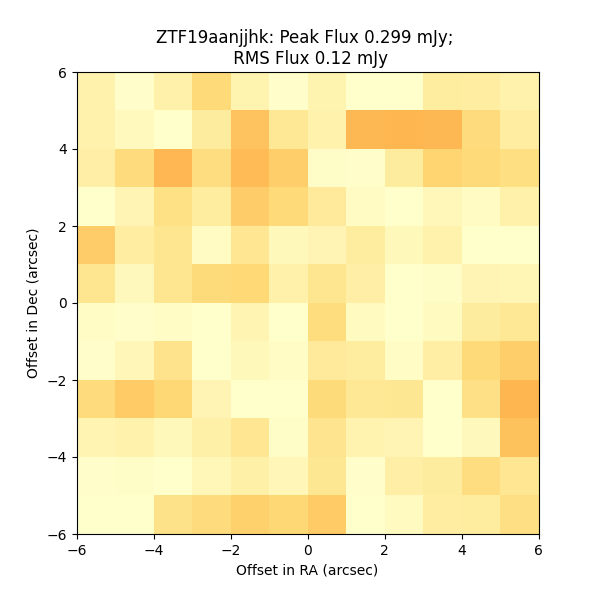 ZTF19aanjjhk: Peak Flux 0.299 mJy;
RMS Flux 0.12 mJy
6
4
2
0
−2
−4
−6
Offset in Dec (arcsec)
−6 −4 −2 0 2 4 6
Offset in RA (arcsec)